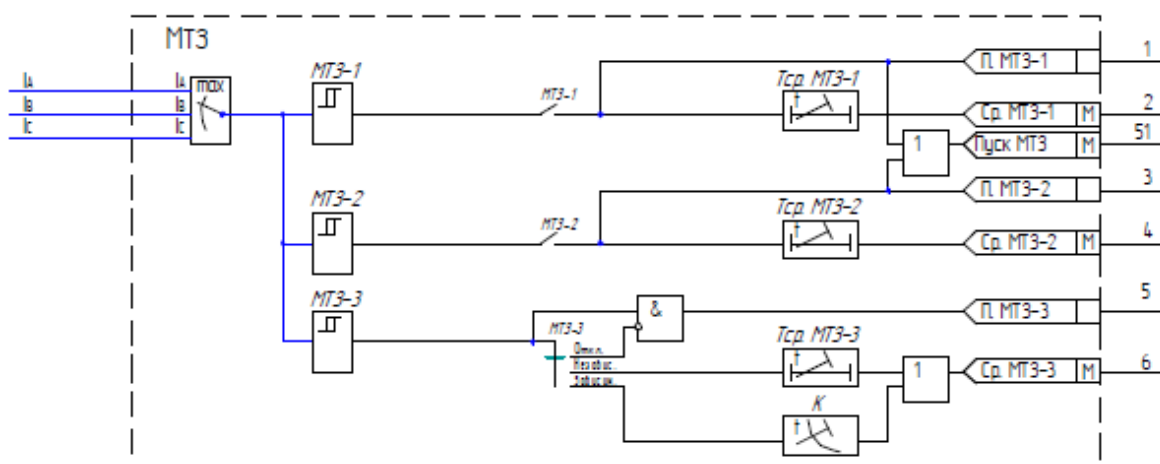 МТЗ
IA
IB
IC
IA
IB
IC
max
МТЗ-1
МТЗ-1
Тср. МТЗ-1
t
П. МТЗ-1
1
Ср. МТЗ-1
М
2
1
Пуск МТЗ
М
51
МТЗ-2
МТЗ-2
Тср. МТЗ-2
t
П. МТЗ-2
3
Ср. МТЗ-2
М
4
МТЗ-3
МТЗ-3
Откл.
Независ.
Зависим.
&
П. МТЗ-3
5
Тср. МТЗ-3
t
1
Ср. МТЗ-3
М
6
К
t